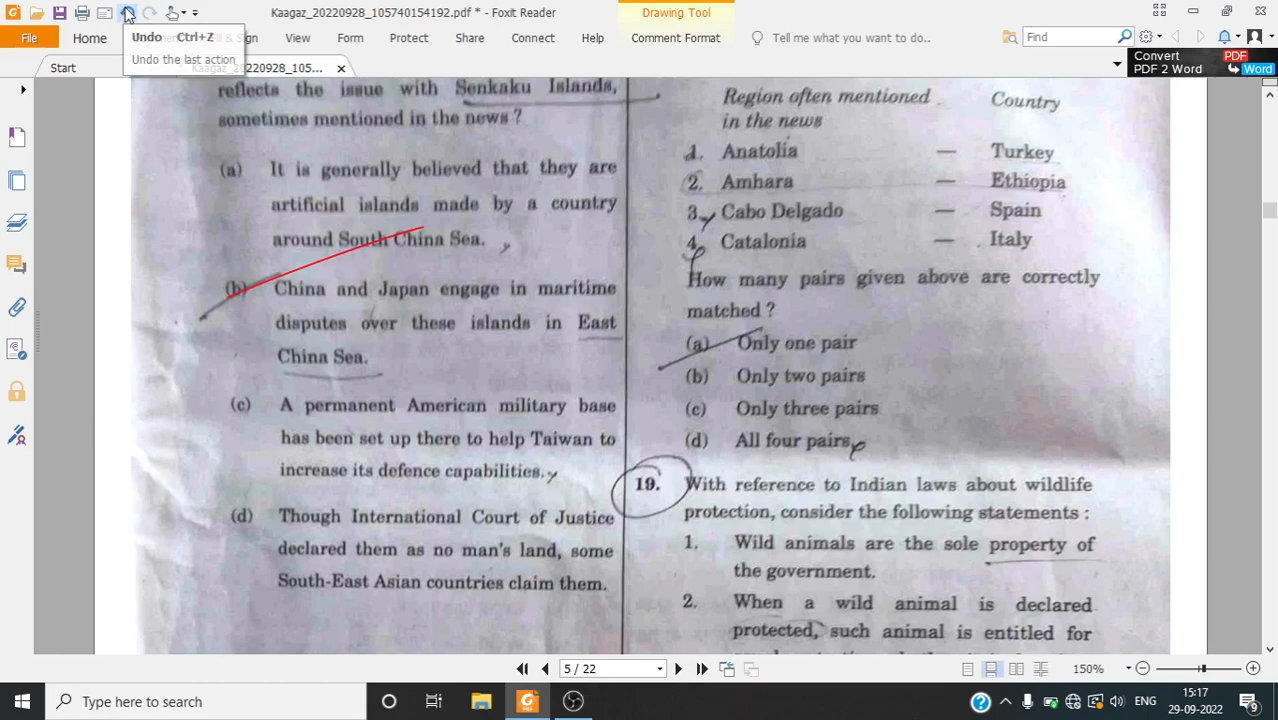 Kaagaz_20220928_105740154192.pdf * - Foxit Reader
Drawing Tool
File
Home
Sign
View
Form
Protect
Share
Connect
Help
Comment Format
Tell me what you want to do..
Find
Undo Ctrl+Z
Undo the last action
Start
Kaagaz_20220928_105...
Convert
PDF 2 Word
PDF
Word
reflects the issue with Senkaku Islands,
sometimes mentioned in the news ?
(a) It is generally believed that they are
artificial islands made by a country
around South China Sea.
(b) China and Japan engage in maritime
disputes over these islands in East
China Sea.
(c) A permanent American military base
has been set up there to help Taiwan to
increase its defence capabilities.
(d) Though International Court of Justice
declared them as no man's land, some
South-East Asian countries claim them.
Region often mentioned Country
in the news
1. Anatolia — Turkey
2. Amhara — Ethiopia
3. Cabo Delgado — Spain
4. Catalonia — Italy
How many pairs given above are correctly
matched ?
(a) Only one pair
(b) Only two pairs
(c) Only three pairs
(d) All four pairs
19. With reference to Indian laws about wildlife
protection, consider the following statements :
1. Wild animals are the sole property of
the government.
2. When a wild animal is declared
protected, such animal is entitled for
5 / 22
150%
Type here to search
ENG
15:17
29-09-2022
9